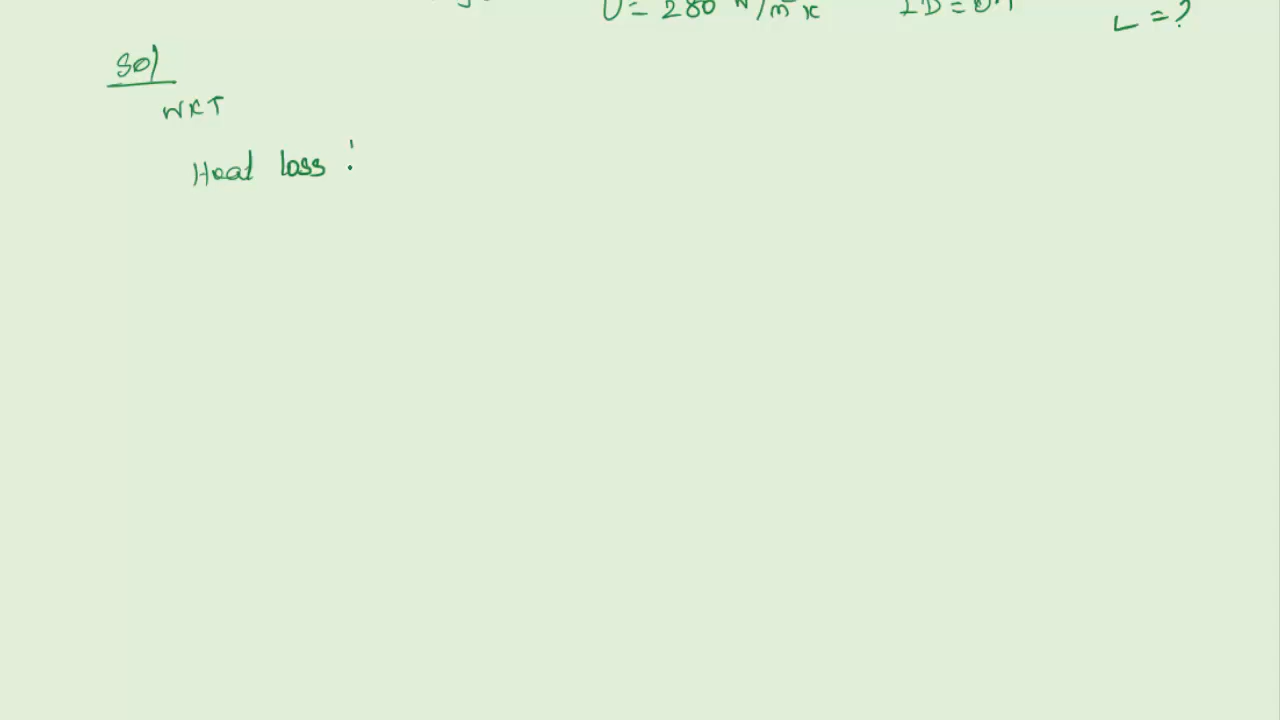 U = 280 W/m²K L = ?
Sol
WKT
Heat loss :